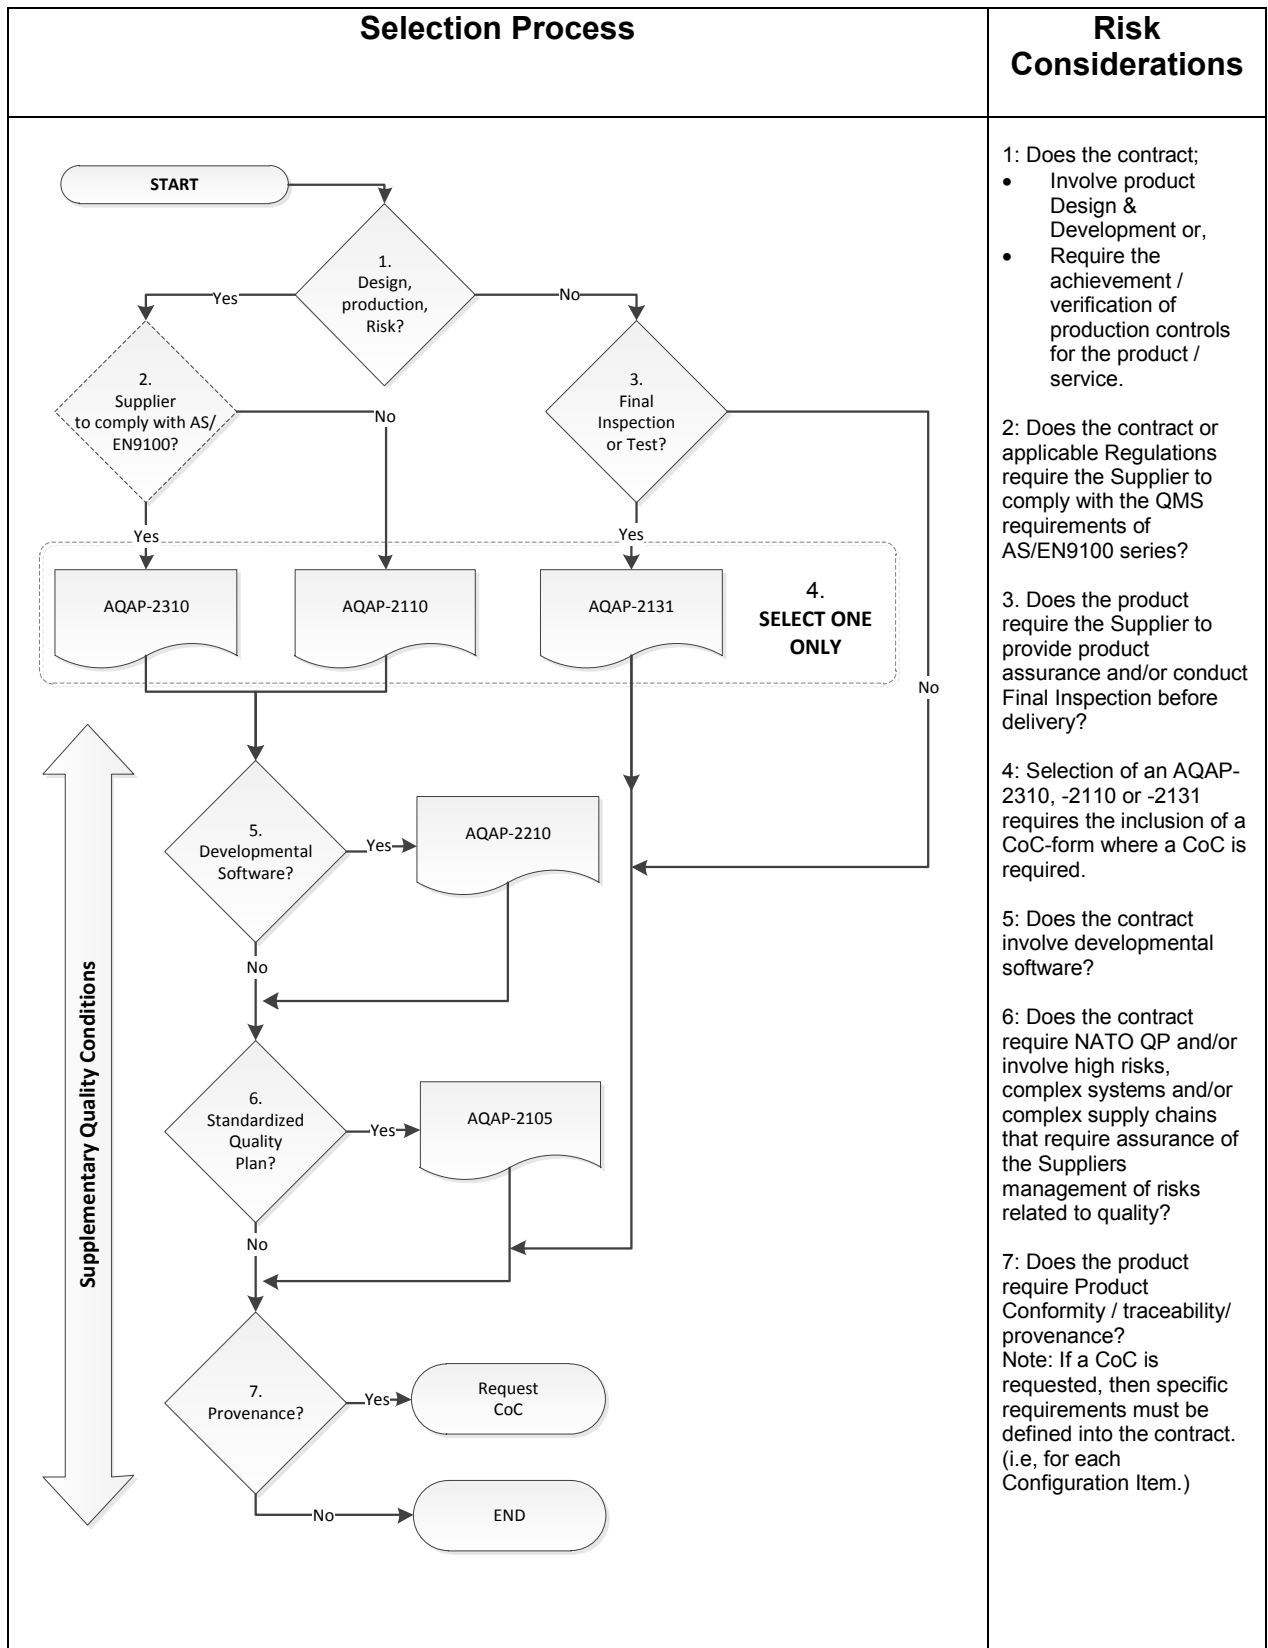 Selection Process
Risk
Considerations
START
1.
Design,
production,
Risk?
Yes
No
2.
Supplier
to comply with AS/
EN9100?
No
3.
Final
Inspection
or Test?
Yes
Yes
AQAP-2310
AQAP-2110
AQAP-2131
4.
SELECT ONE
ONLY
No
Supplementary Quality Conditions
5.
Developmental
Software?
Yes
AQAP-2210
No
6.
Standardized
Quality
Plan?
Yes
AQAP-2105
No
7.
Provenance?
Yes
Request
CoC
No
END
1: Does the contract;
• Involve product
Design &
Development or,
• Require the
achievement /
verification of
production controls
for the product /
service.
2: Does the contract or
applicable Regulations
require the Supplier to
comply with the QMS
requirements of
AS/EN9100 series?
3. Does the product
require the Supplier to
provide product
assurance and/or conduct
Final Inspection before
delivery?
4: Selection of an AQAP-
2310, -2110 or -2131
requires the inclusion of a
CoC-form where a CoC is
required.
5: Does the contract
involve developmental
software?
6: Does the contract
require NATO QP and/or
involve high risks,
complex systems and/or
complex supply chains
that require assurance of
the Suppliers
management of risks
related to quality?
7: Does the product
require Product
Conformity / traceability/
provenance?
Note: If a CoC is
requested, then specific
requirements must be
defined into the contract.
(i.e, for each
Configuration Item.)